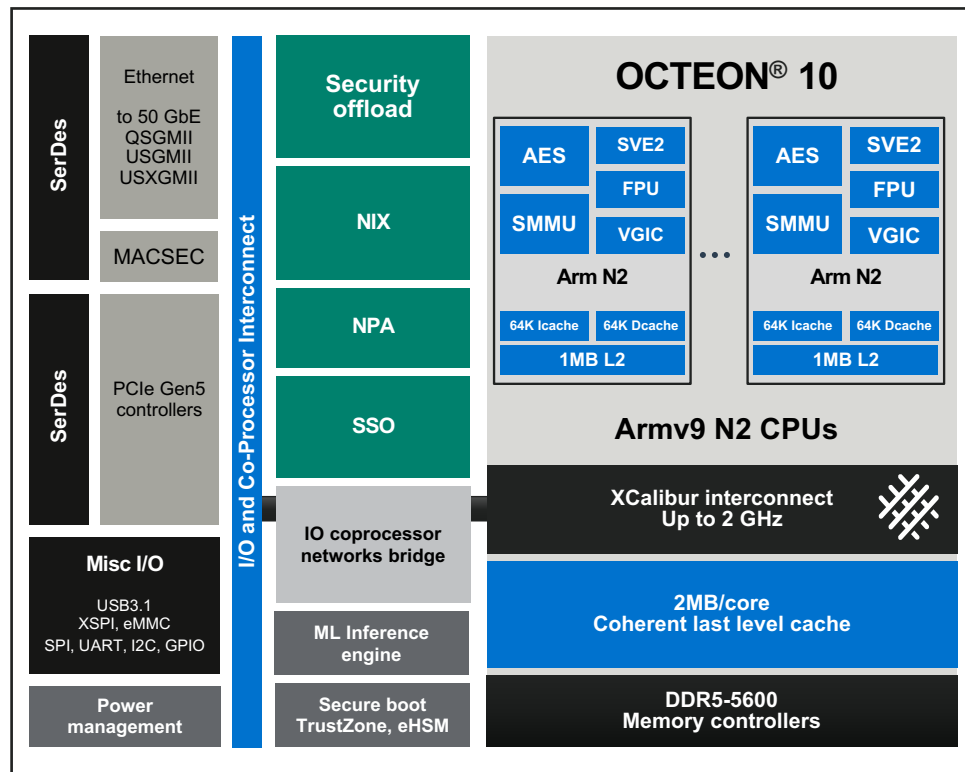 SerDes
Ethernet
to 50 GbE
QSGMII
USGMII
USXGMII
MACSEC
SerDes
PCIe Gen5
controllers
Misc I/O
USB3.1
XSPI, eMMC
SPI, UART, I2C, GPIO
Power
management
I/O and Co-Processor Interconnect
Security
offload
NIX
NPA
SSO
IO coprocessor
networks bridge
ML Inference
engine
Secure boot
TrustZone, eHSM
OCTEON® 10
AES
SVE2
FPU
SMMU
VGIC
Arm N2
64K Icache
64K Dcache
1MB L2
...
AES
SVE2
FPU
SMMU
VGIC
Arm N2
64K Icache
64K Dcache
1MB L2
Armv9 N2 CPUs
XCalibur interconnect
Up to 2 GHz
2MB/core
Coherent last level cache
DDR5-5600
Memory controllers